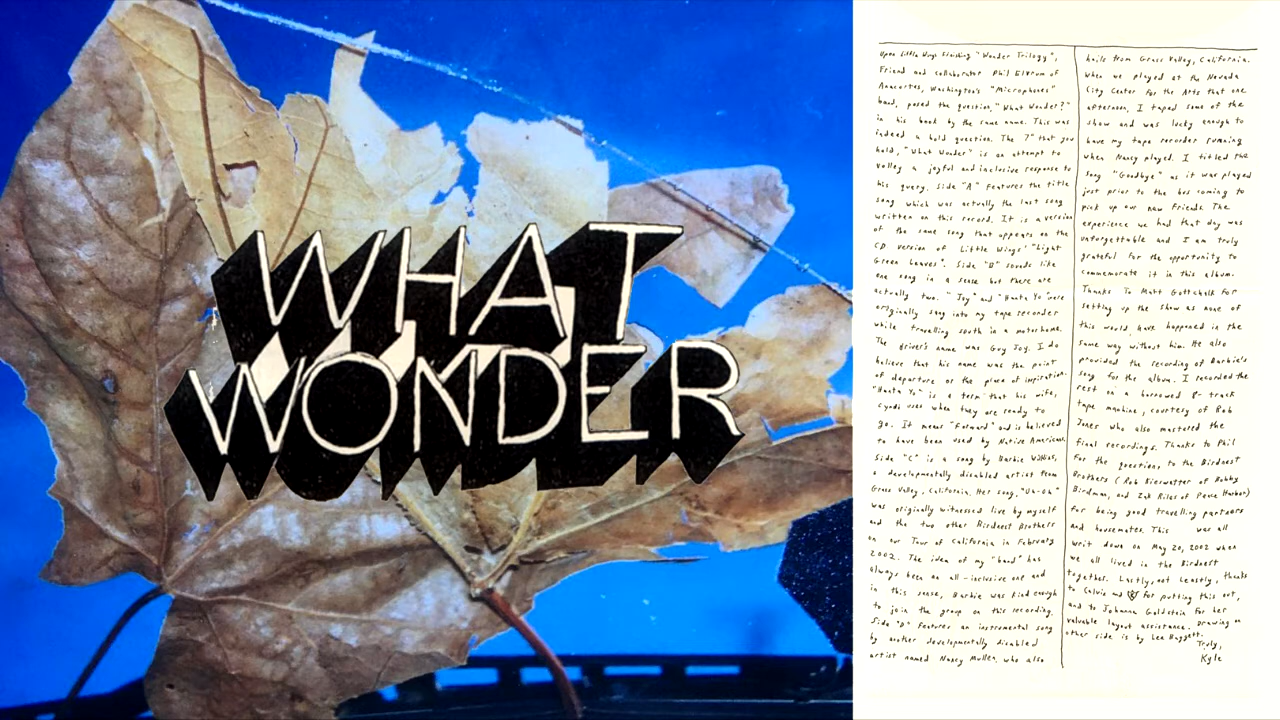 WHAT
WONDER
Upon Little Wings finishing "Wonder Trilogy",
Friend and collaborator Phil Elvrum of
Anacortes, Washington's "Microphones"
band, posed the question, "What Wonder?"
in his book by the same name. This was
indeed a bold question. The 7" that you
hold, "What Wonder" is an attempt to
volley a joyful and inclusive response to
his query. Side "A" features the title
song which was actually the last song
written on this record. It is a version
of the same song that appears on the
CD version of Little Wings' "Light
Green Leaves". Side "B" sounds like
one song in a sense but there are
actually two. "Joy" and "Hunta Yo" were
originally sang into my tape recorder
while travelling south in a motorhome.
The driver's name was Guy Joy. I do
believe that his name was the point
of departure or the place of inspiration.
"Hunta Yo" is a term that his wife,
Cyndi uses when they are ready to
go. It means "Forward" and is believed
to have been used by Native Americans.
Side "C" is a song by Barbie Willkiss,
a developmentally disabled artist from
Grass Valley, California. Her song, "Uh-Oh"
was originally witnessed live by myself
and the two other Birdnest Brothers
on our Tour of California in February
2002. The idea of my "band" has
always been an all-inclusive one and
in this sense, Barbie was kind enough
to join the group on this recording.
Side "D" features an instrumental song
by another developmentally disabled
artist named Nancy Mullen, who also
hails from Grass Valley, California.
When we played at the Nevada
City Center for the Arts that one
afternoon, I taped some of the
show and was lucky enough to
have my tape recorder running
when Nancy played. I titled the
song "Goodbye" as it was played
just prior to the bus coming to
pick up our new friends. The
experience we had that day was
unforgettable and I am truly
grateful for the opportunity to
commemorate it in this album.
Thanks To Matt Gottschalk for
setting up the show as none of
this would have happened in the
same way without him. He also
provided the recording of Barbie's
song for the album. I recorded the
rest on a borrowed 8-track
tape machine, courtesy of Rob
Jones who also mastered the
final recordings. Thanks to Phil
for the question, to the Birdnest
Brothers (Rob Kieswetter of Bobby
Birdman, and Zak Riles of Peace Harbor)
for being good travelling partners
and housemates. This was all
writ down on May 20, 2002 when
we all lived in the Birdnest
together. Lastly, not leastly, thanks
to Calvin and K for putting this out,
and to Johanna Goldstein for her
valuable layout assistance. Drawing on
other side is by Lee Baggett.
Truly,
Kyle